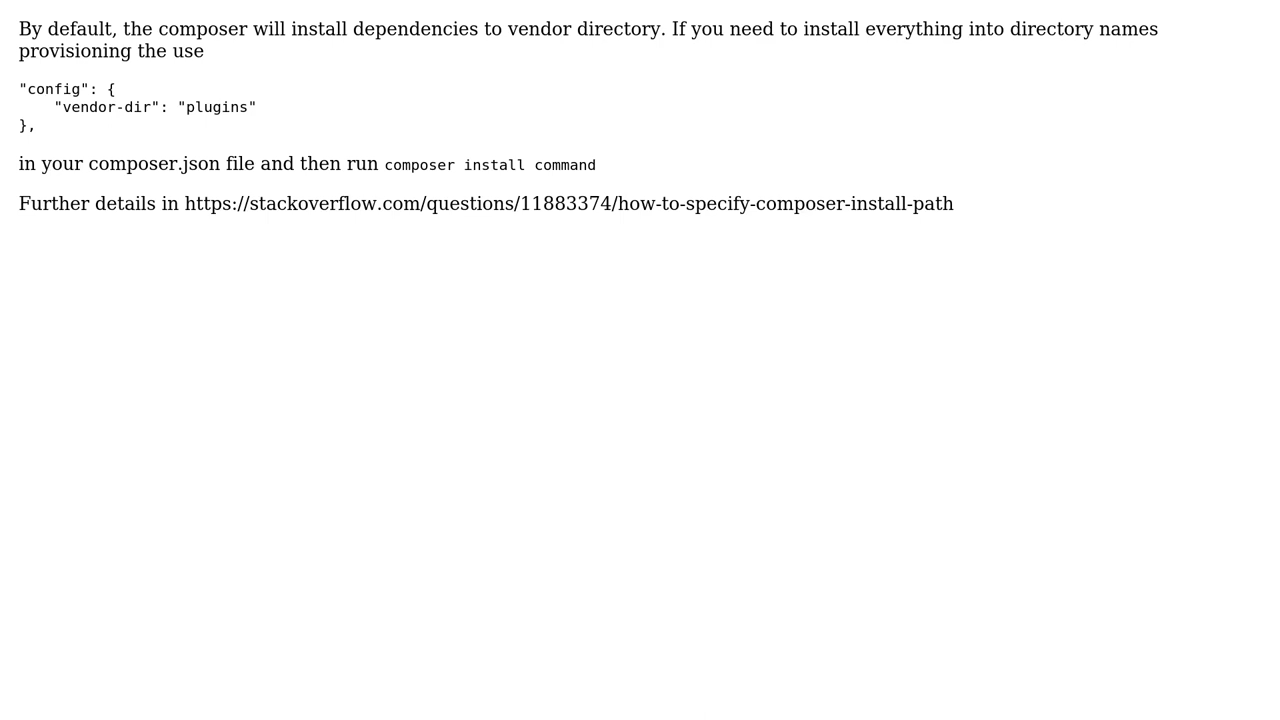 By default, the composer will install dependencies to vendor directory. If you need to install everything into directory names
provisioning the use
"config": {
    "vendor-dir": "plugins"
},
in your composer.json file and then run composer install command
Further details in https://stackoverflow.com/questions/11883374/how-to-specify-composer-install-path